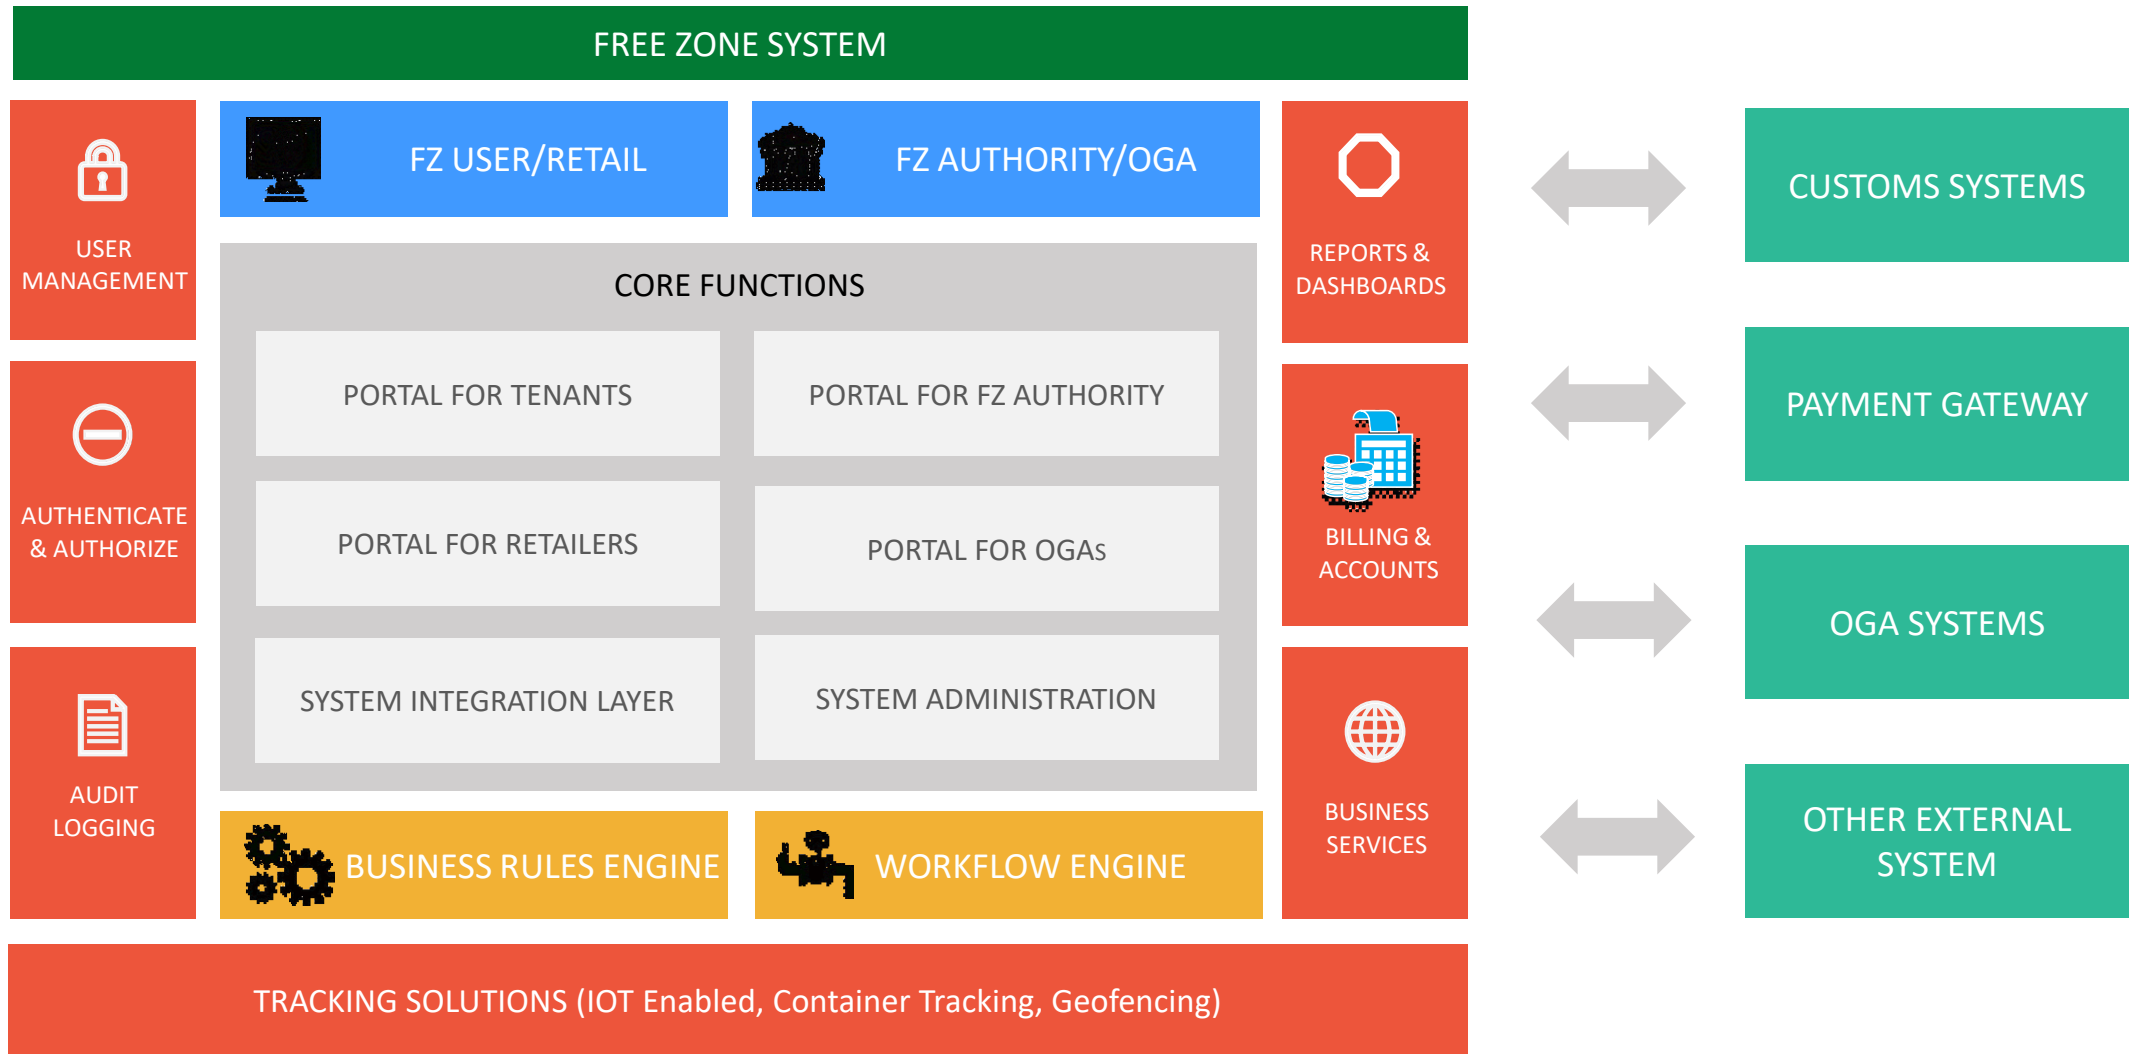 FREE ZONE SYSTEM
USER
MANAGEMENT
AUTHENTICATE
& AUTHORIZE
AUDIT
LOGGING
FZ USER/RETAIL
FZ AUTHORITY/OGA
CORE FUNCTIONS
PORTAL FOR TENANTS
PORTAL FOR FZ AUTHORITY
PORTAL FOR RETAILERS
PORTAL FOR OGAs
SYSTEM INTEGRATION LAYER
SYSTEM ADMINISTRATION
BUSINESS RULES ENGINE
WORKFLOW ENGINE
REPORTS &
DASHBOARDS
BILLING &
ACCOUNTS
BUSINESS
SERVICES
TRACKING SOLUTIONS (IOT Enabled, Container Tracking, Geofencing)
CUSTOMS SYSTEMS
PAYMENT GATEWAY
OGA SYSTEMS
OTHER EXTERNAL
SYSTEM